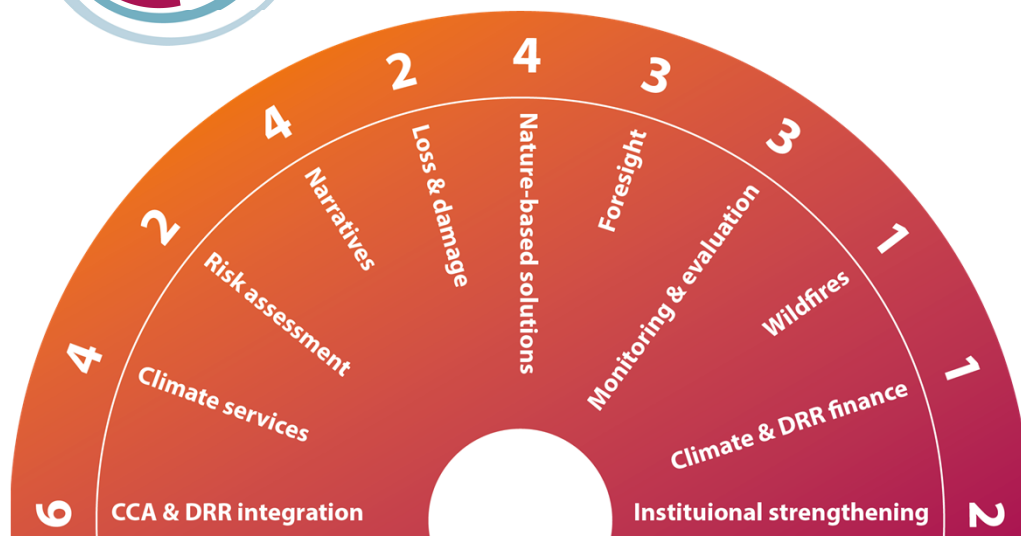 6 CCA & DRR integration
4 Climate services
2 Risk assessment
4 Narratives
2 Loss & damage
4 Nature-based solutions
3 Foresight
3 Monitoring & evaluation
1 Wildfires
1 Climate & DRR finance
2 Instituional strengthening